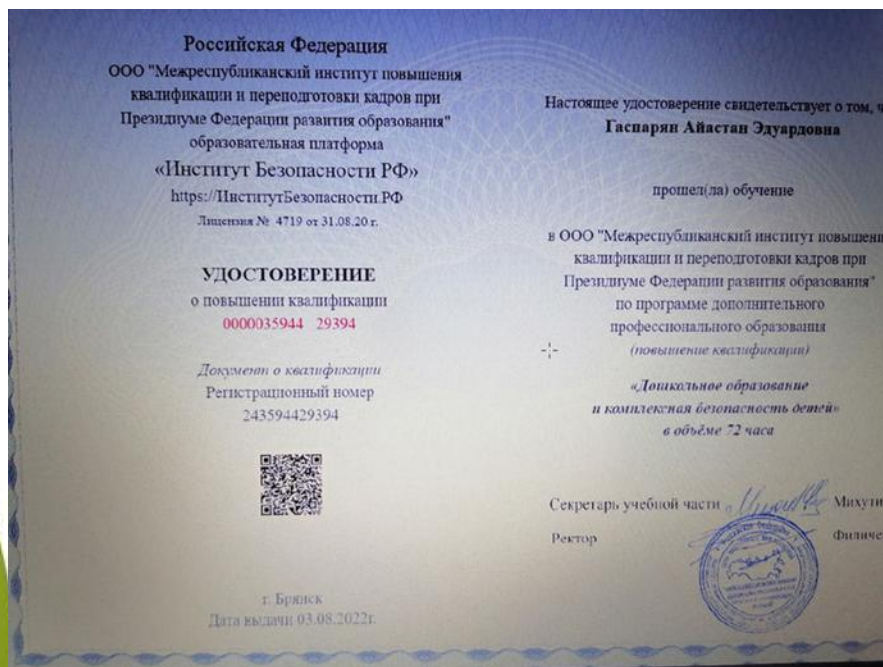 Российская Федерация
ООО "Межреспубликанский институт повышения
квалификации и переподготовки кадров при
Президиуме Федерации развития образования"
образовательная платформа
«Институт Безопасности РФ»
https://ИнститутБезопасности.РФ
Лицензия № 4719 от 31.08.20 г.
УДОСТОВЕРЕНИЕ
о повышении квалификации
0000035944 29394
Документ о квалификации
Регистрационный номер
243594429394
г. Брянск
Дата выдачи 03.08.2022г.
Настоящее удостоверение свидетельствует о том, ч
Гаспарян Айастан Эдуардовна
прошел(ла) обучение
в ООО "Межреспубликанский институт повышени
квалификации и переподготовки кадров при
Президиуме Федерации развития образования"
по программе дополнительного
профессионального образования
(повышение квалификации)
«Дошкольное образование
и комплексная безопасность детей»
в объёме 72 часа
Секретарь учебной части Михути
Ректор Филиче